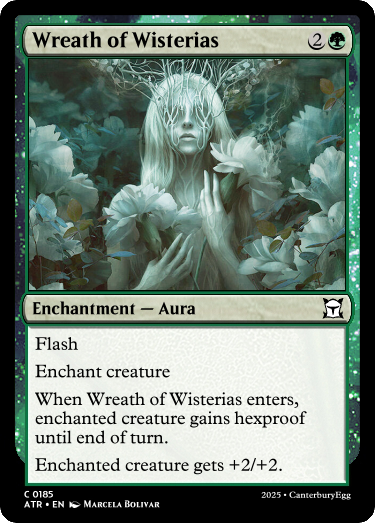 Wreath of Wisterias 2
Enchantment — Aura
Flash
Enchant creature
When Wreath of Wisterias enters,
enchanted creature gains hexproof
until end of turn.
Enchanted creature gets +2/+2.
C 0185
ATR • EN Marcela Bolivar
2025 • CanterburyEgg